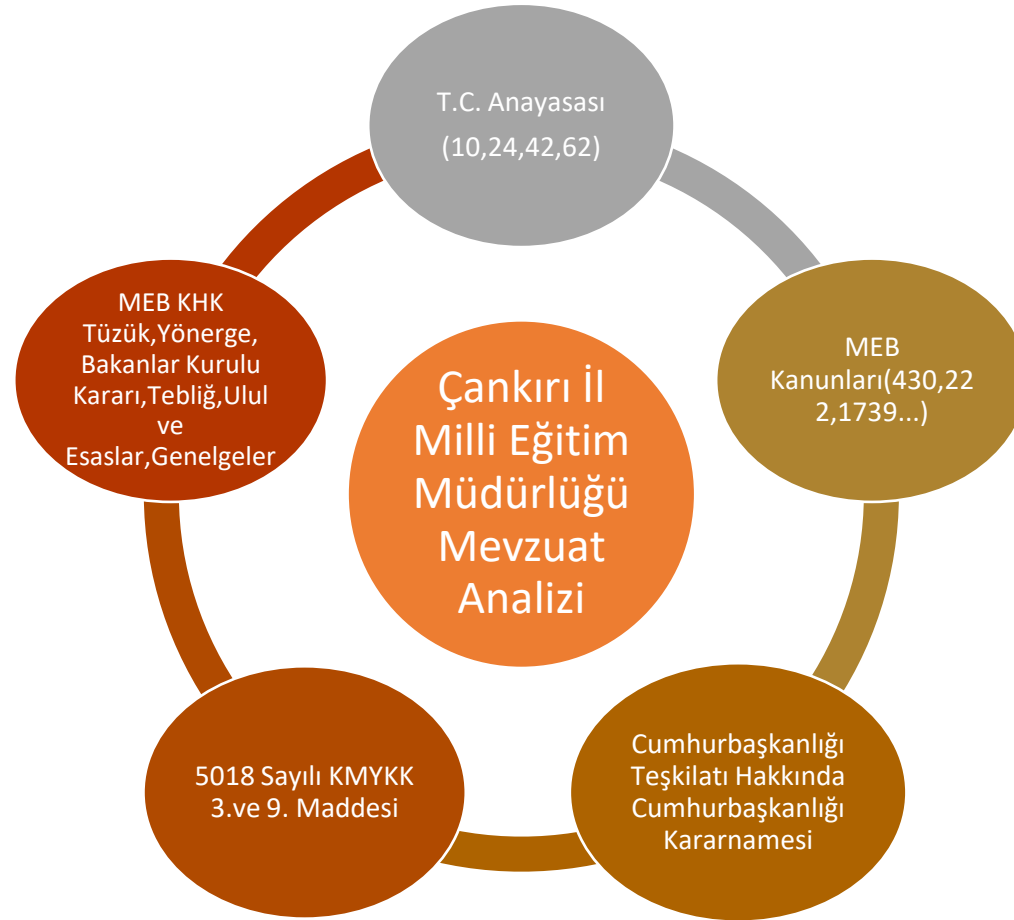 T.C. Anayasası
(10,24,42,62)
MEB
Kanunları(430,22
2,1739...)
Cumhurbaşkanlığı
Teşkilatı Hakkında
Cumhurbaşkanlığı
Kararnamesi
5018 Sayılı KMYKK
3.ve 9. Maddesi
MEB KHK
Tüzük,Yönerge,
Bakanlar Kurulu
Kararı,Tebliğ,Ulul
ve
Esaslar,Genelgeler
Çankırı İl
Milli Eğitim
Müdürlüğü
Mevzuat
Analizi